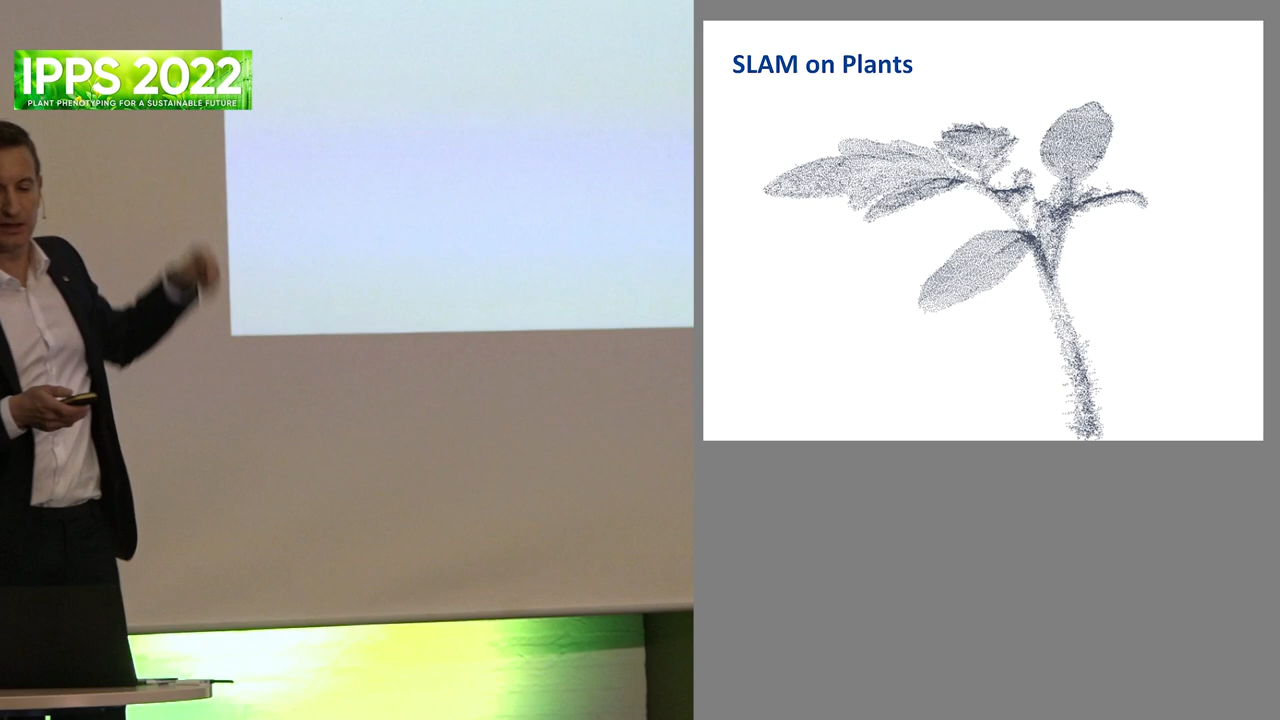 IPPS 2022
PLANT PHENOTYPING FOR A SUSTAINABLE FUTURE
SLAM on Plants